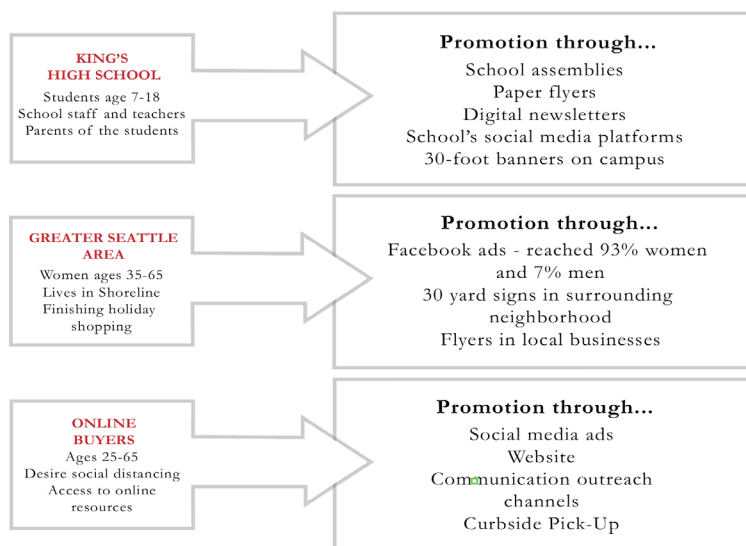 KING'S
HIGH SCHOOL
Students age 7-18
School staff and teachers
Parents of the students
Promotion through...
School assemblies
Paper flyers
Digital newsletters
School's social media platforms
30-foot banners on campus
GREATER SEATTLE
AREA
Women ages 35-65
Lives in Shoreline
Finishing holiday
shopping
Promotion through...
Facebook ads - reached 93% women
and 7% men
30 yard signs in surrounding
neighborhood
Flyers in local businesses
ONLINE
BUYERS
Ages 25-65
Desire social distancing
Access to online
resources
Promotion through...
Social media ads
Website
Communication outreach
channels
Curbside Pick-Up